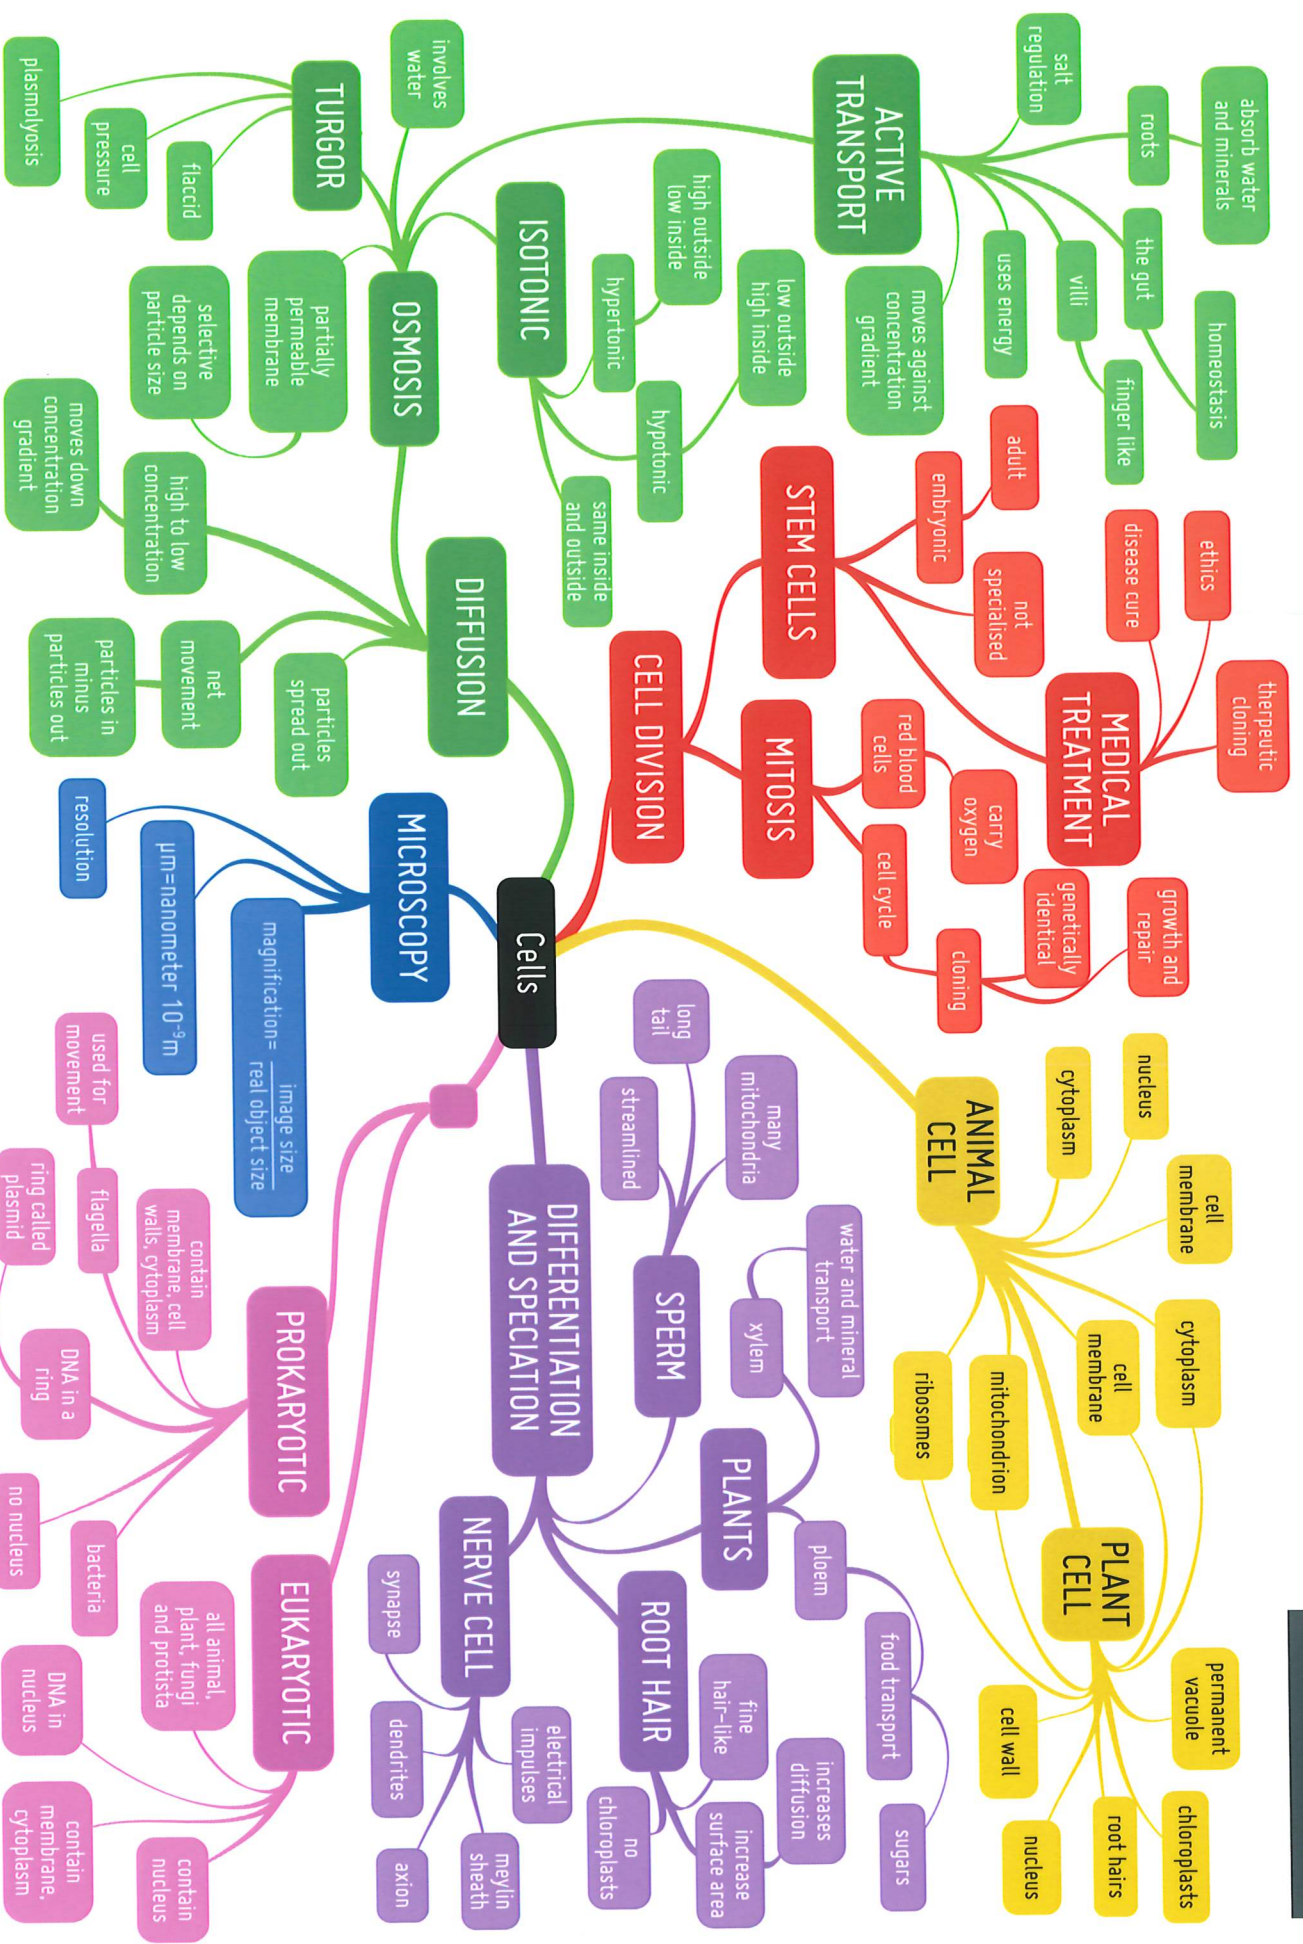 Cells
DIFFUSION
particles
spread out
net
movement
particles in
minus
particles out
high to low
concentration
moves down
concentration
gradient
OSMOSIS
partially
permeable
membrane
selective
depends on
particle size
TURGOR
flaccid
cell
pressure
plasmolyosis
involves
water
ISOTONIC
hypertonic
high outside
low inside
hypotonic
low outside
high inside
same inside
and outside
ACTIVE
TRANSPORT
salt
regulation
roots
absorb water
and minerals
the gut
homeostasis
villi
finger like
uses energy
moves against
concentration
gradient
CELL DIVISION
STEM CELLS
embryonic
adult
not
specialised
MEDICAL
TREATMENT
disease cure
ethics
therpeutic
cloning
MITOSIS
red blood
cells
carry
oxygen
cell cycle
cloning
genetically
identical
growth and
repair
ANIMAL
CELL
cytoplasm
nucleus
cell
membrane
cytoplasm
cell
membrane
mitochondrion
ribosomes
PLANT
CELL
permanent
vacuole
chloroplasts
root hairs
nucleus
cell wall
DIFFERENTIATION
AND SPECIATION
SPERM
long
tail
many
mitochondria
streamlined
PLANTS
xylem
water and mineral
transport
ploem
food transport
sugars
ROOT HAIR
fine
hair-like
increase
surface area
increases
diffusion
no
chloroplasts
NERVE CELL
electrical
impulses
meylin
sheath
axion
dendrites
synapse
PROKARYOTIC
contain
membrane, cell
walls, cytoplasm
flagella
used for
movement
DNA in a
ring
ring called
plasmid
no nucleus
bacteria
EUKARYOTIC
all animal,
plant, fungi
and protista
DNA in
nucleus
contain
membrane,
cytoplasm
contain
nucleus
MICROSCOPY
magnification=
image size
real object size
µm=nanometer 10⁻⁹m
resolution